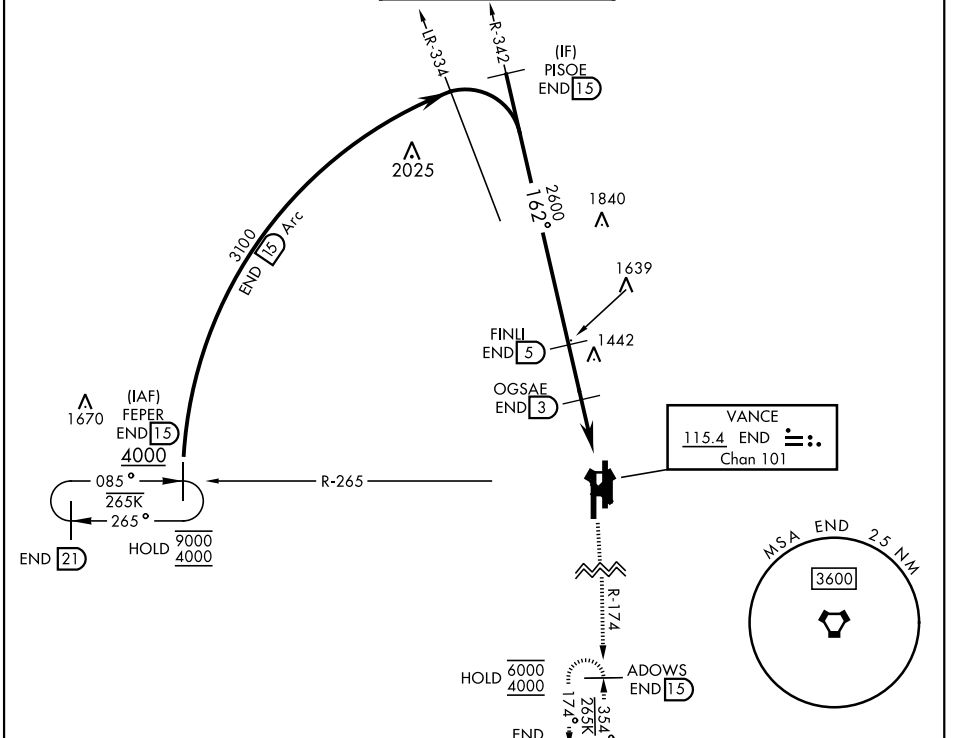 LR-334
R-342
(IF)
PISOE
END 15
2025
2600
162°
1840
3100
END 15 Arc
1639
FINLI
END 5
1442
OGSAE
END 3
1670
(IAF)
FEPER
END 15
4000
085°
265K
265°
END 21
HOLD 9000
4000
R-265
VANCE
115.4 END
Chan 101
MSA END 25 NM
3600
R-174
HOLD 6000
4000
ADOWS
END 15
174°
265K
354°
END